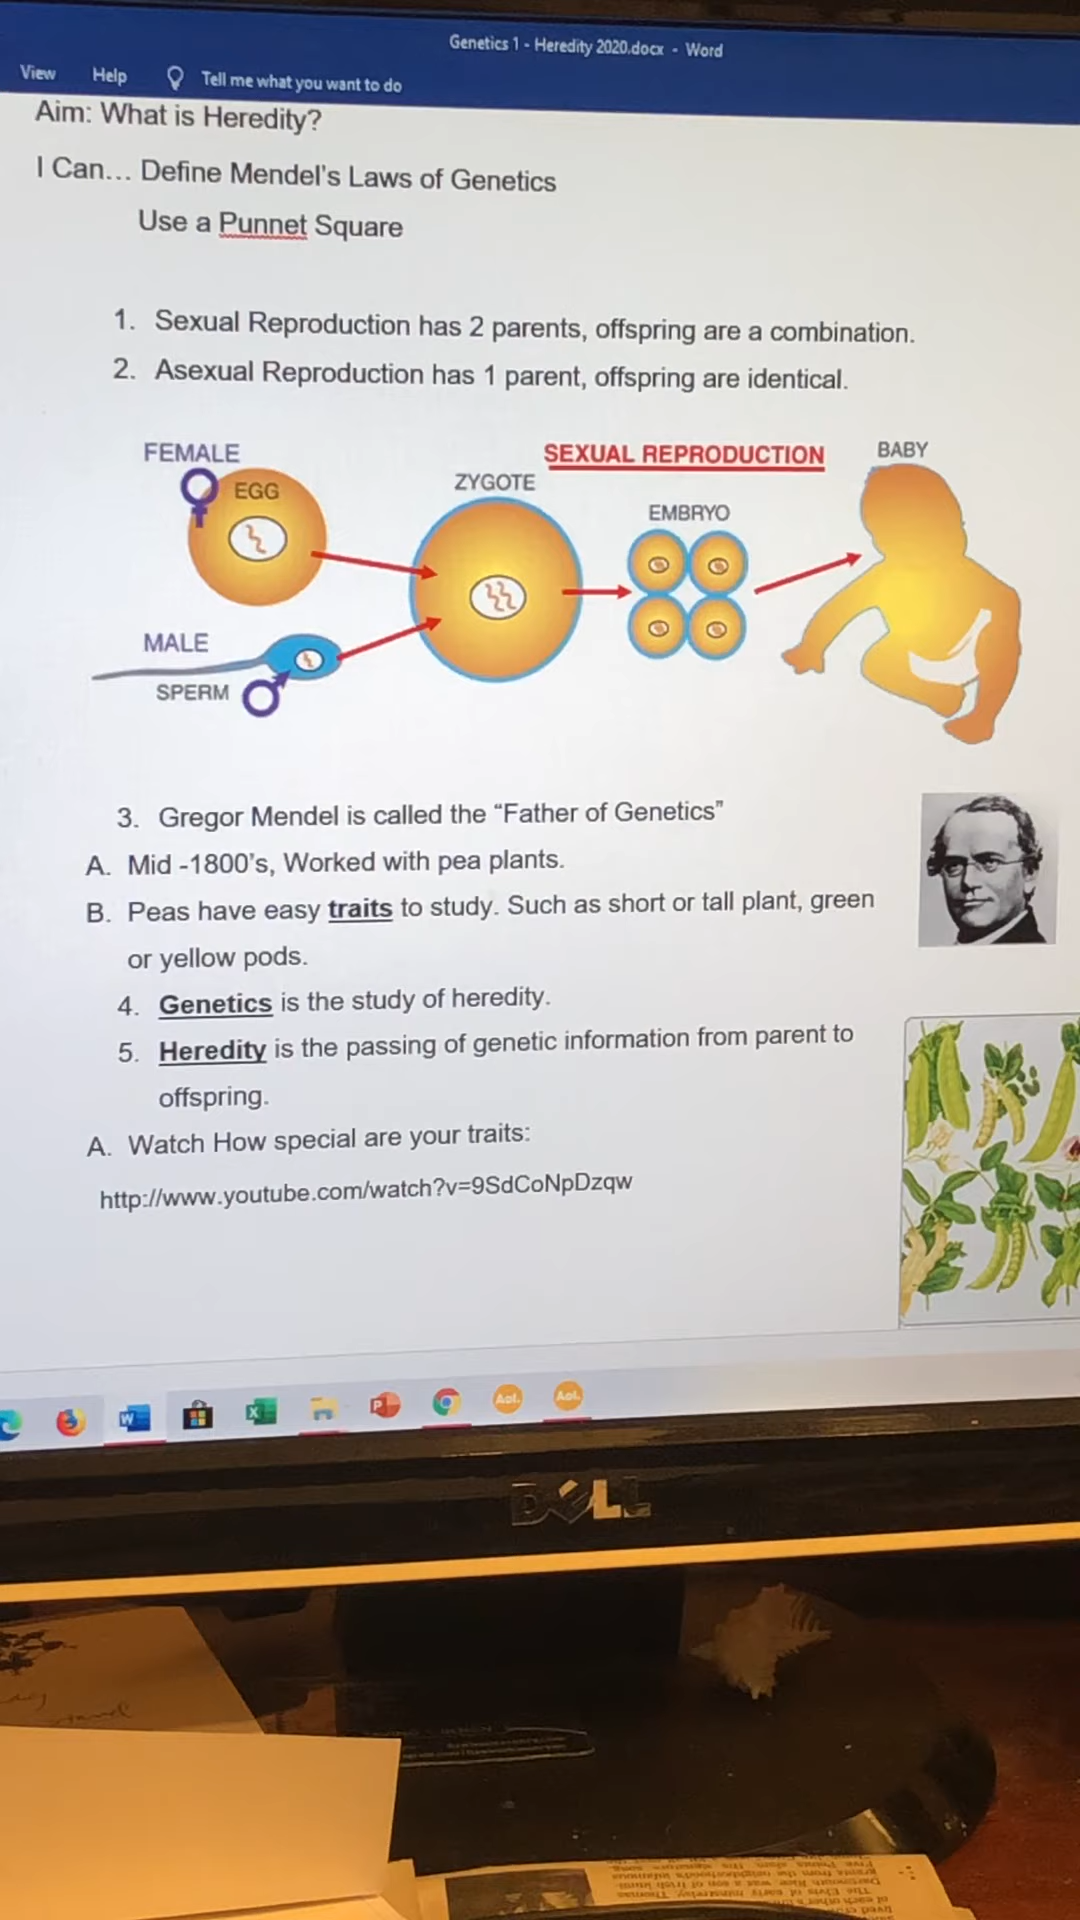 Genetics 1 - Heredity 2020.docx - Word
View Help Tell me what you want to do
Aim: What is Heredity?
I Can... Define Mendel's Laws of Genetics
Use a Punnet Square
1. Sexual Reproduction has 2 parents, offspring are a combination.
2. Asexual Reproduction has 1 parent, offspring are identical.
FEMALE
EGG
SEXUAL REPRODUCTION
BABY
ZYGOTE
EMBRYO
MALE
SPERM
3. Gregor Mendel is called the “Father of Genetics”
A. Mid -1800's, Worked with pea plants.
B. Peas have easy traits to study. Such as short or tall plant, green
or yellow pods.
4. Genetics is the study of heredity.
5. Heredity is the passing of genetic information from parent to
offspring.
A. Watch How special are your traits:
http://www.youtube.com/watch?v=9SdCoNpDzqw
W
X
P
Aol.
Aol.
DELL